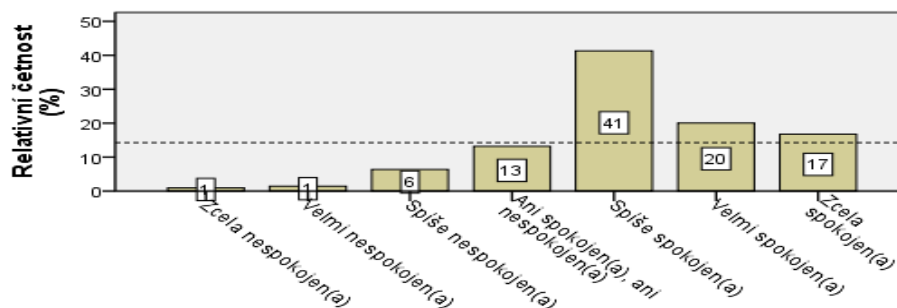 Relativní četnost
(%)
50
40
30
20
10
0
1
1
6
13
41
20
17
Zcela nespokojen(a)
Velmi nespokojen(a)
Spíše nespokojen(a)
Ani spokojen(a), ani
nespokojen(a)
Spíše spokojen(a)
Velmi spokojen(a)
Zcela
spokojen(a)